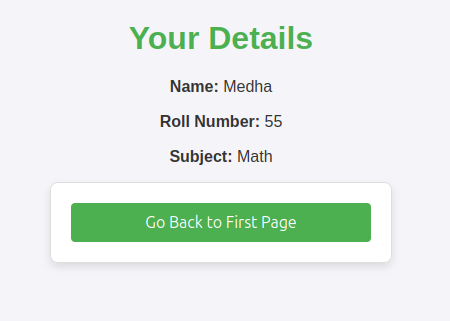 Your Details
Name: Medha
Roll Number: 55
Subject: Math
Go Back to First Page